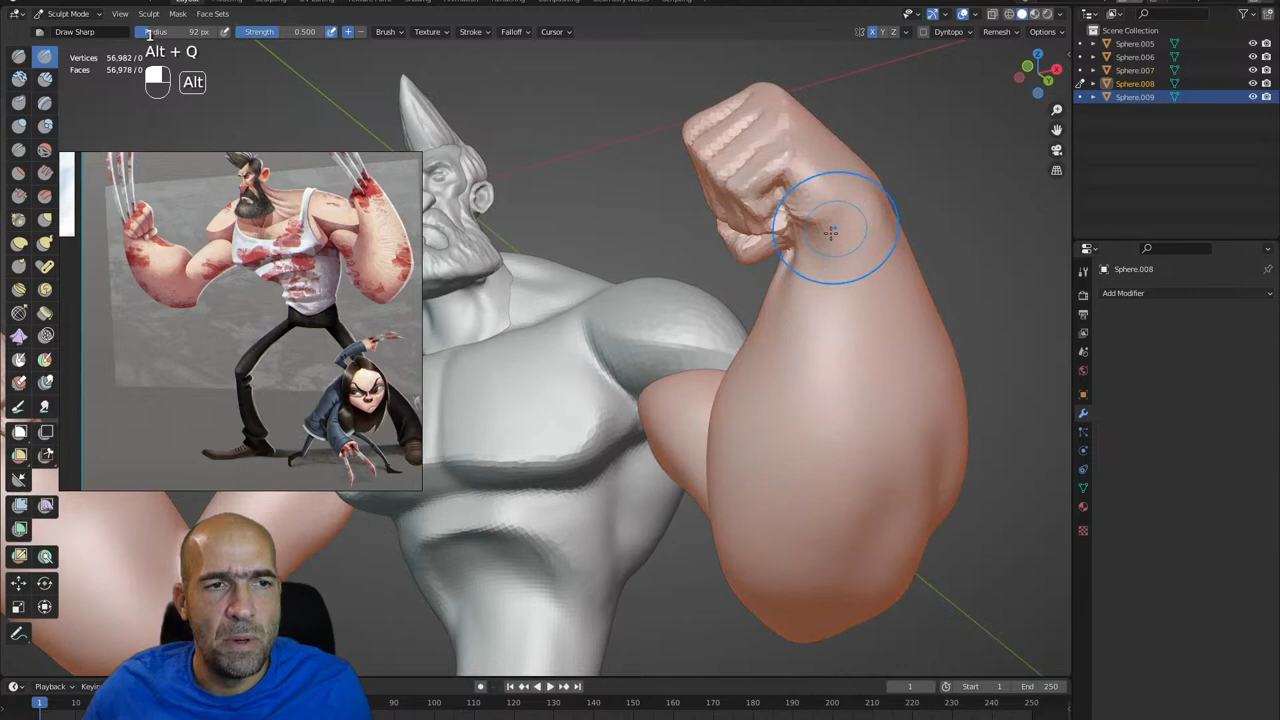 Sculpt Mode View Sculpt Mask Face Sets
Draw Sharp Radius 92 px Strength 0.500 Brush Texture Stroke Falloff Cursor X Y Z Dyntopo Remesh Options
Alt + Q
Alt
Vertices 56,982 / 0
Faces 56,978 / 0
Scene Collection
Sphere.005
Sphere.006
Sphere.007
Sphere.008
Sphere.009
Sphere.008
Add Modifier
Playback 1 Start 1 End 250
1 10 80 90 100 110 120 130 140 150 160 170 180 190 200 210 220 230 240 250